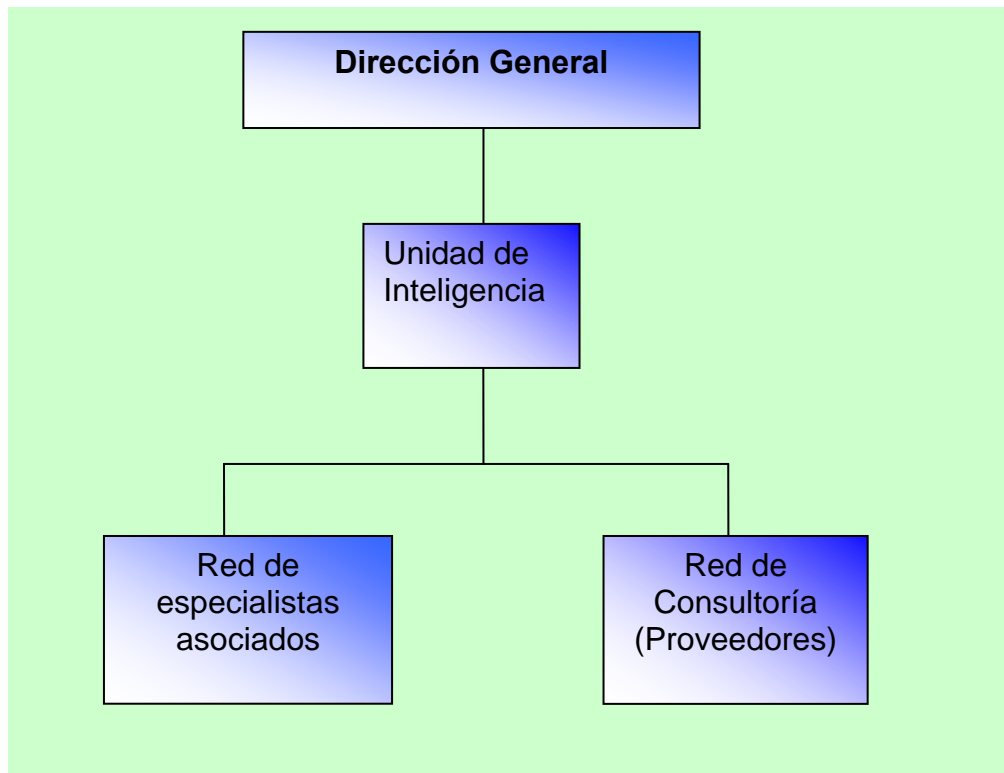 Dirección General
Unidad de
Inteligencia
Red de
especialistas
asociados
Red de
Consultoría
(Proveedores)